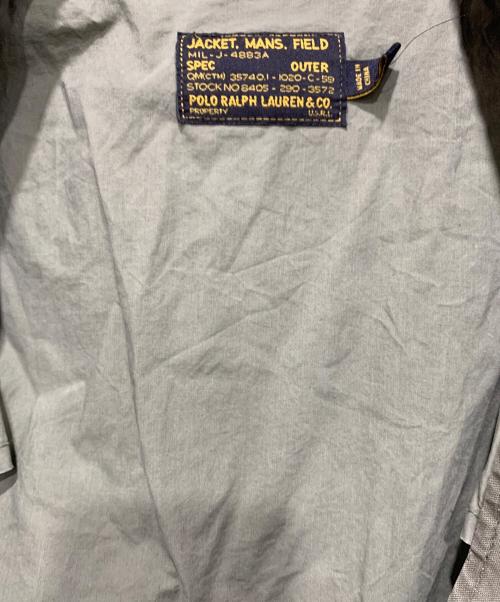 JACKET, MANS, FIELD
MIL-J-4883A
SPEC OUTER
QM(CTM) 35740.1-1020-C-59
STOCK NO 8405-290-3572
POLO RALPH LAUREN & CO.
PROPERTY U.S.R.L.
MADE IN
CHINA